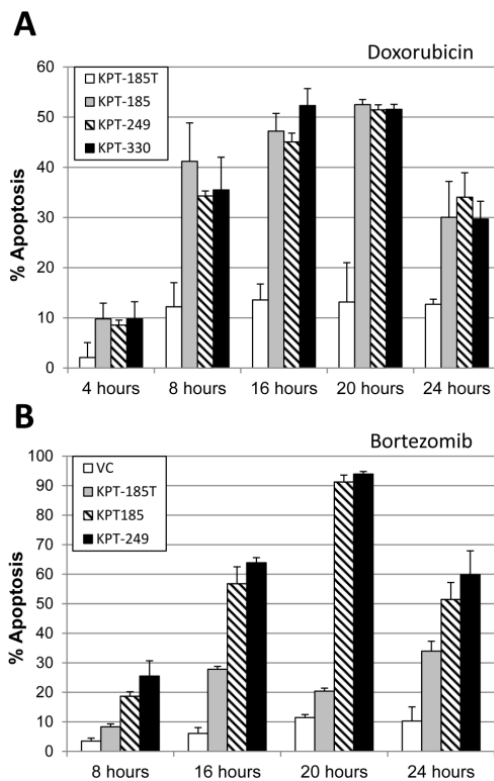 A
Doxorubicin
60
50
40
30
20
10
0
% Apoptosis
KPT-185T
KPT-185
KPT-249
KPT-330
4 hours 8 hours 16 hours 20 hours 24 hours
B
Bortezomib
100
90
80
70
60
50
40
30
20
10
0
% Apoptosis
VC
KPT-185T
KPT185
KPT-249
8 hours 16 hours 20 hours 24 hours